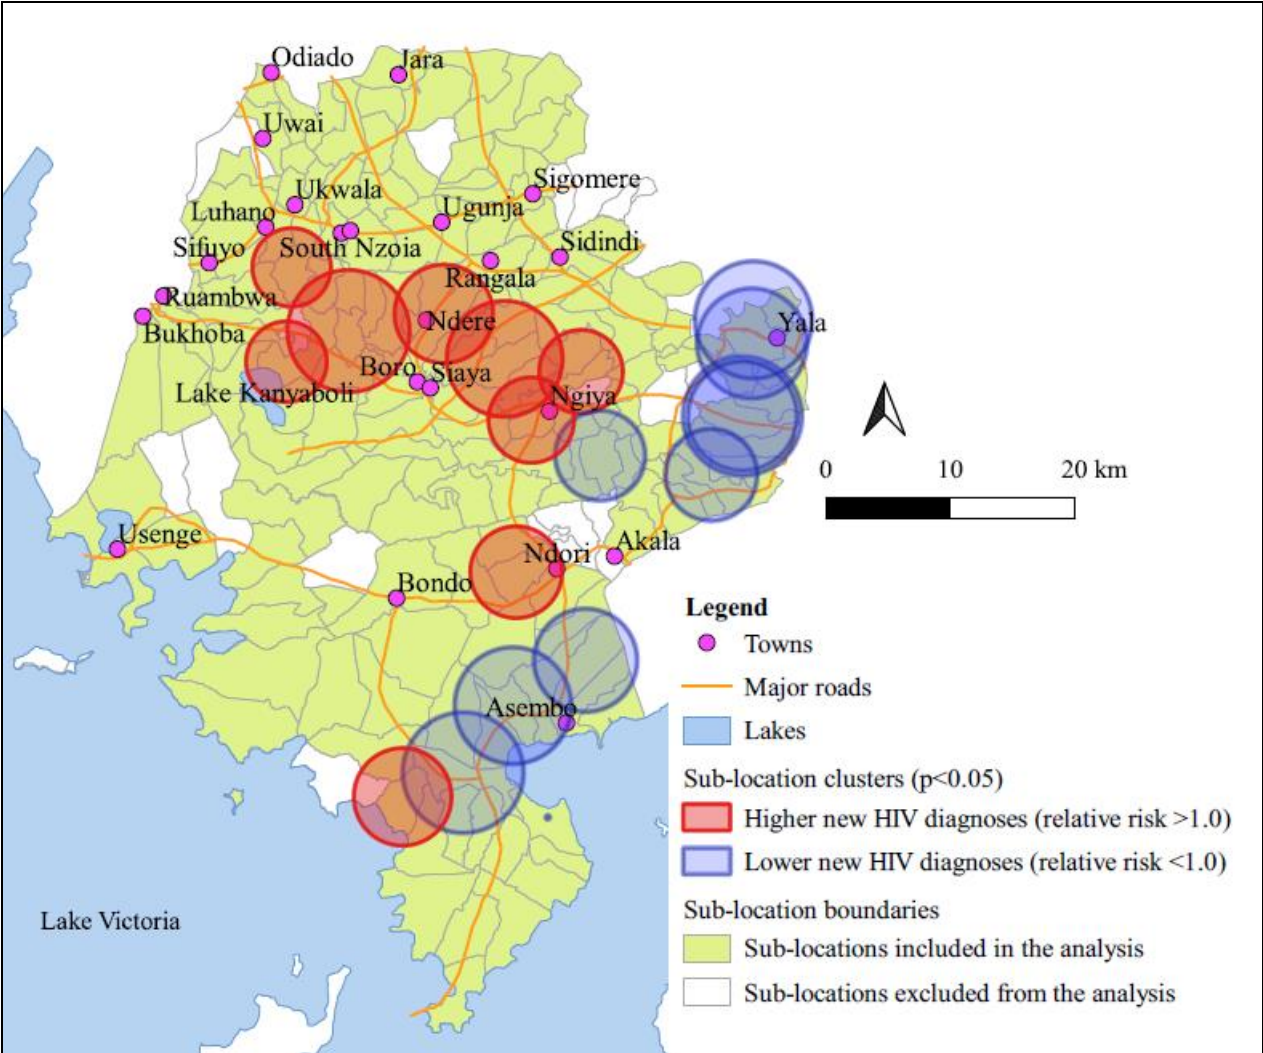 Odiado
Jara
Uwai
Sigomere
Ukwala
Luhano
Ugunja
Sifuyo
South Nzoia
Sidindi
Rangala
Ruambwa
Bukhoba
Ndere
Yala
Boro
Siaya
Lake Kanyaboli
Ngiya
0 10 20 km
Usenge
Ndori
Akala
Bondo
Legend
Towns
Major roads
Asembo
Lakes
Sub-location clusters (p<0.05)
Higher new HIV diagnoses (relative risk >1.0)
Lower new HIV diagnoses (relative risk <1.0)
Sub-location boundaries
Lake Victoria
Sub-locations included in the analysis
Sub-locations excluded from the analysis